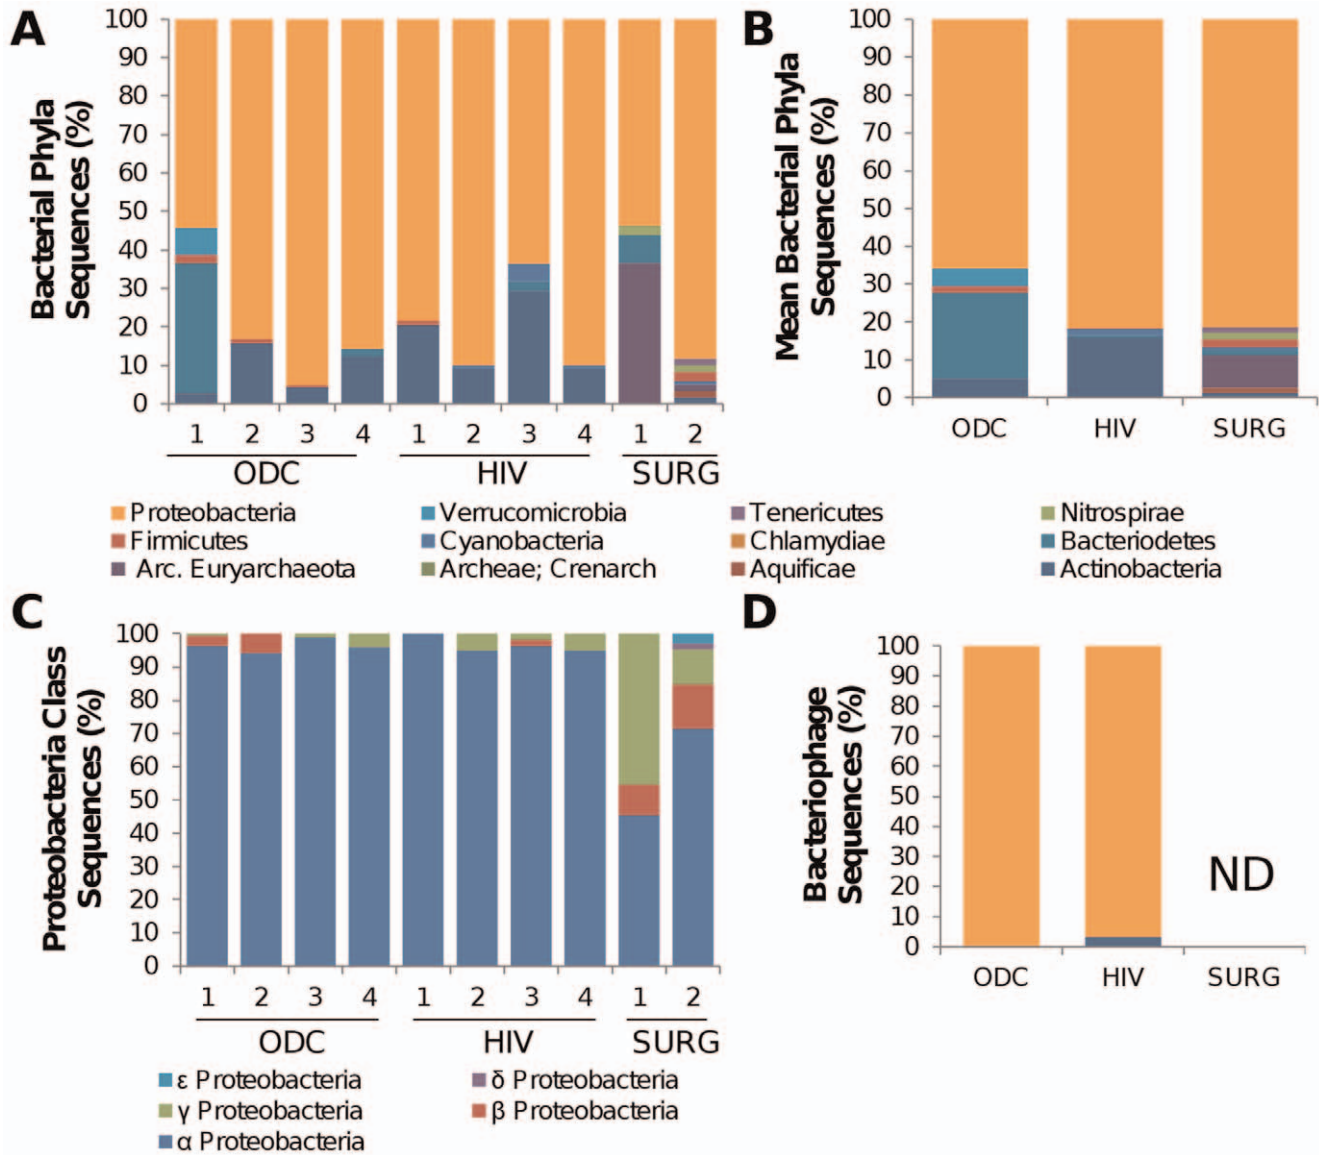 A
Bacterial Phyla
Sequences (%)
100
90
80
70
60
50
40
30
20
10
0
1 2 3 4 1 2 3 4 1 2
ODC HIV SURG
B
Mean Bacterial Phyla
Sequences (%)
100
90
80
70
60
50
40
30
20
10
0
ODC HIV SURG
Proteobacteria Verrucomicrobia Tenericutes Nitrospirae
Firmicutes Cyanobacteria Chlamydiae Bacteriodetes
Arc. Euryarchaeota Archeae; Crenarch Aquificae Actinobacteria
C
Proteobacteria Class
Sequences (%)
100
90
80
70
60
50
40
30
20
10
0
1 2 3 4 1 2 3 4 1 2
ODC HIV SURG
ε Proteobacteria δ Proteobacteria
γ Proteobacteria β Proteobacteria
α Proteobacteria
D
Bacteriophage
Sequences (%)
100
90
80
70
60
50
40
30
20
10
0
ND
ODC HIV SURG